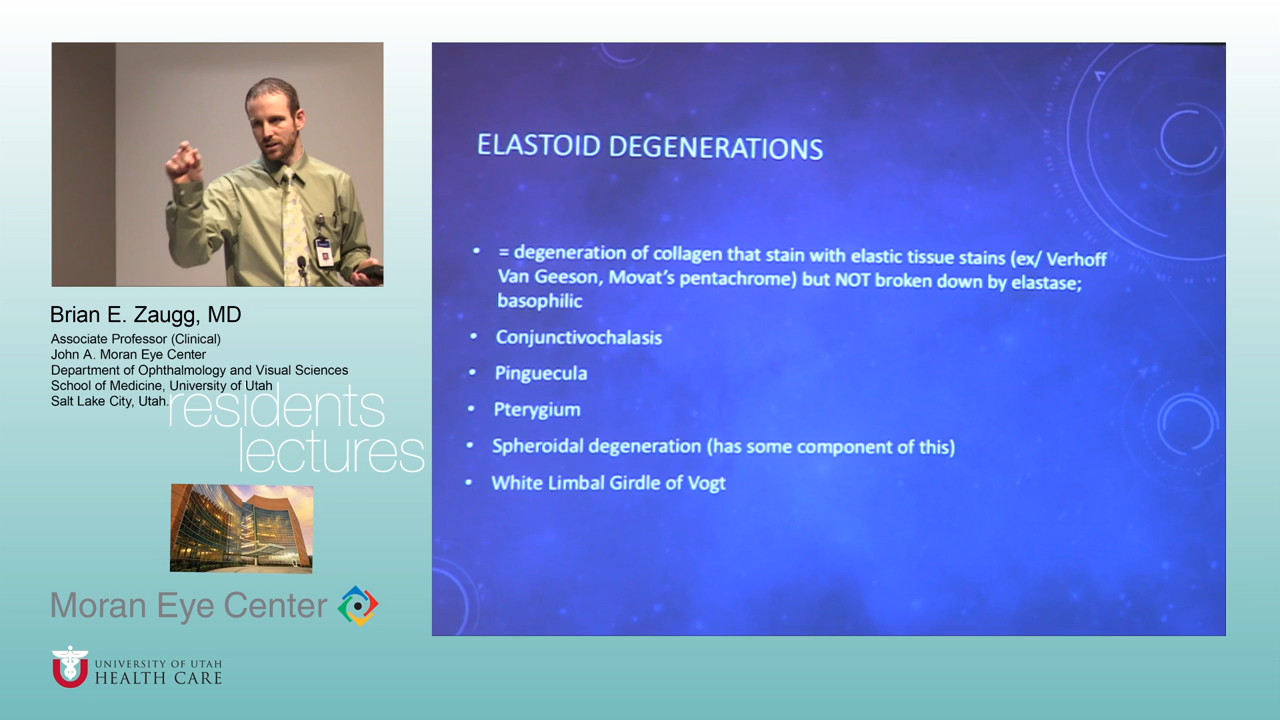 ELASTOID DEGENERATIONS
• = degeneration of collagen that stain with elastic tissue stains (ex/ Verhoff
Van Geeson, Movat's pentachrome) but NOT broken down by elastase;
basophilic
• Conjunctivochalasis
• Pinguecula
• Pterygium
• Spheroidal degeneration (has some component of this)
• White Limbal Girdle of Vogt
Brian E. Zaugg, MD
Associate Professor (Clinical)
John A. Moran Eye Center
Department of Ophthalmology and Visual Sciences
School of Medicine, University of Utah
Salt Lake City, Utah.
residents
lectures
Moran Eye Center
UNIVERSITY OF UTAH
HEALTH CARE